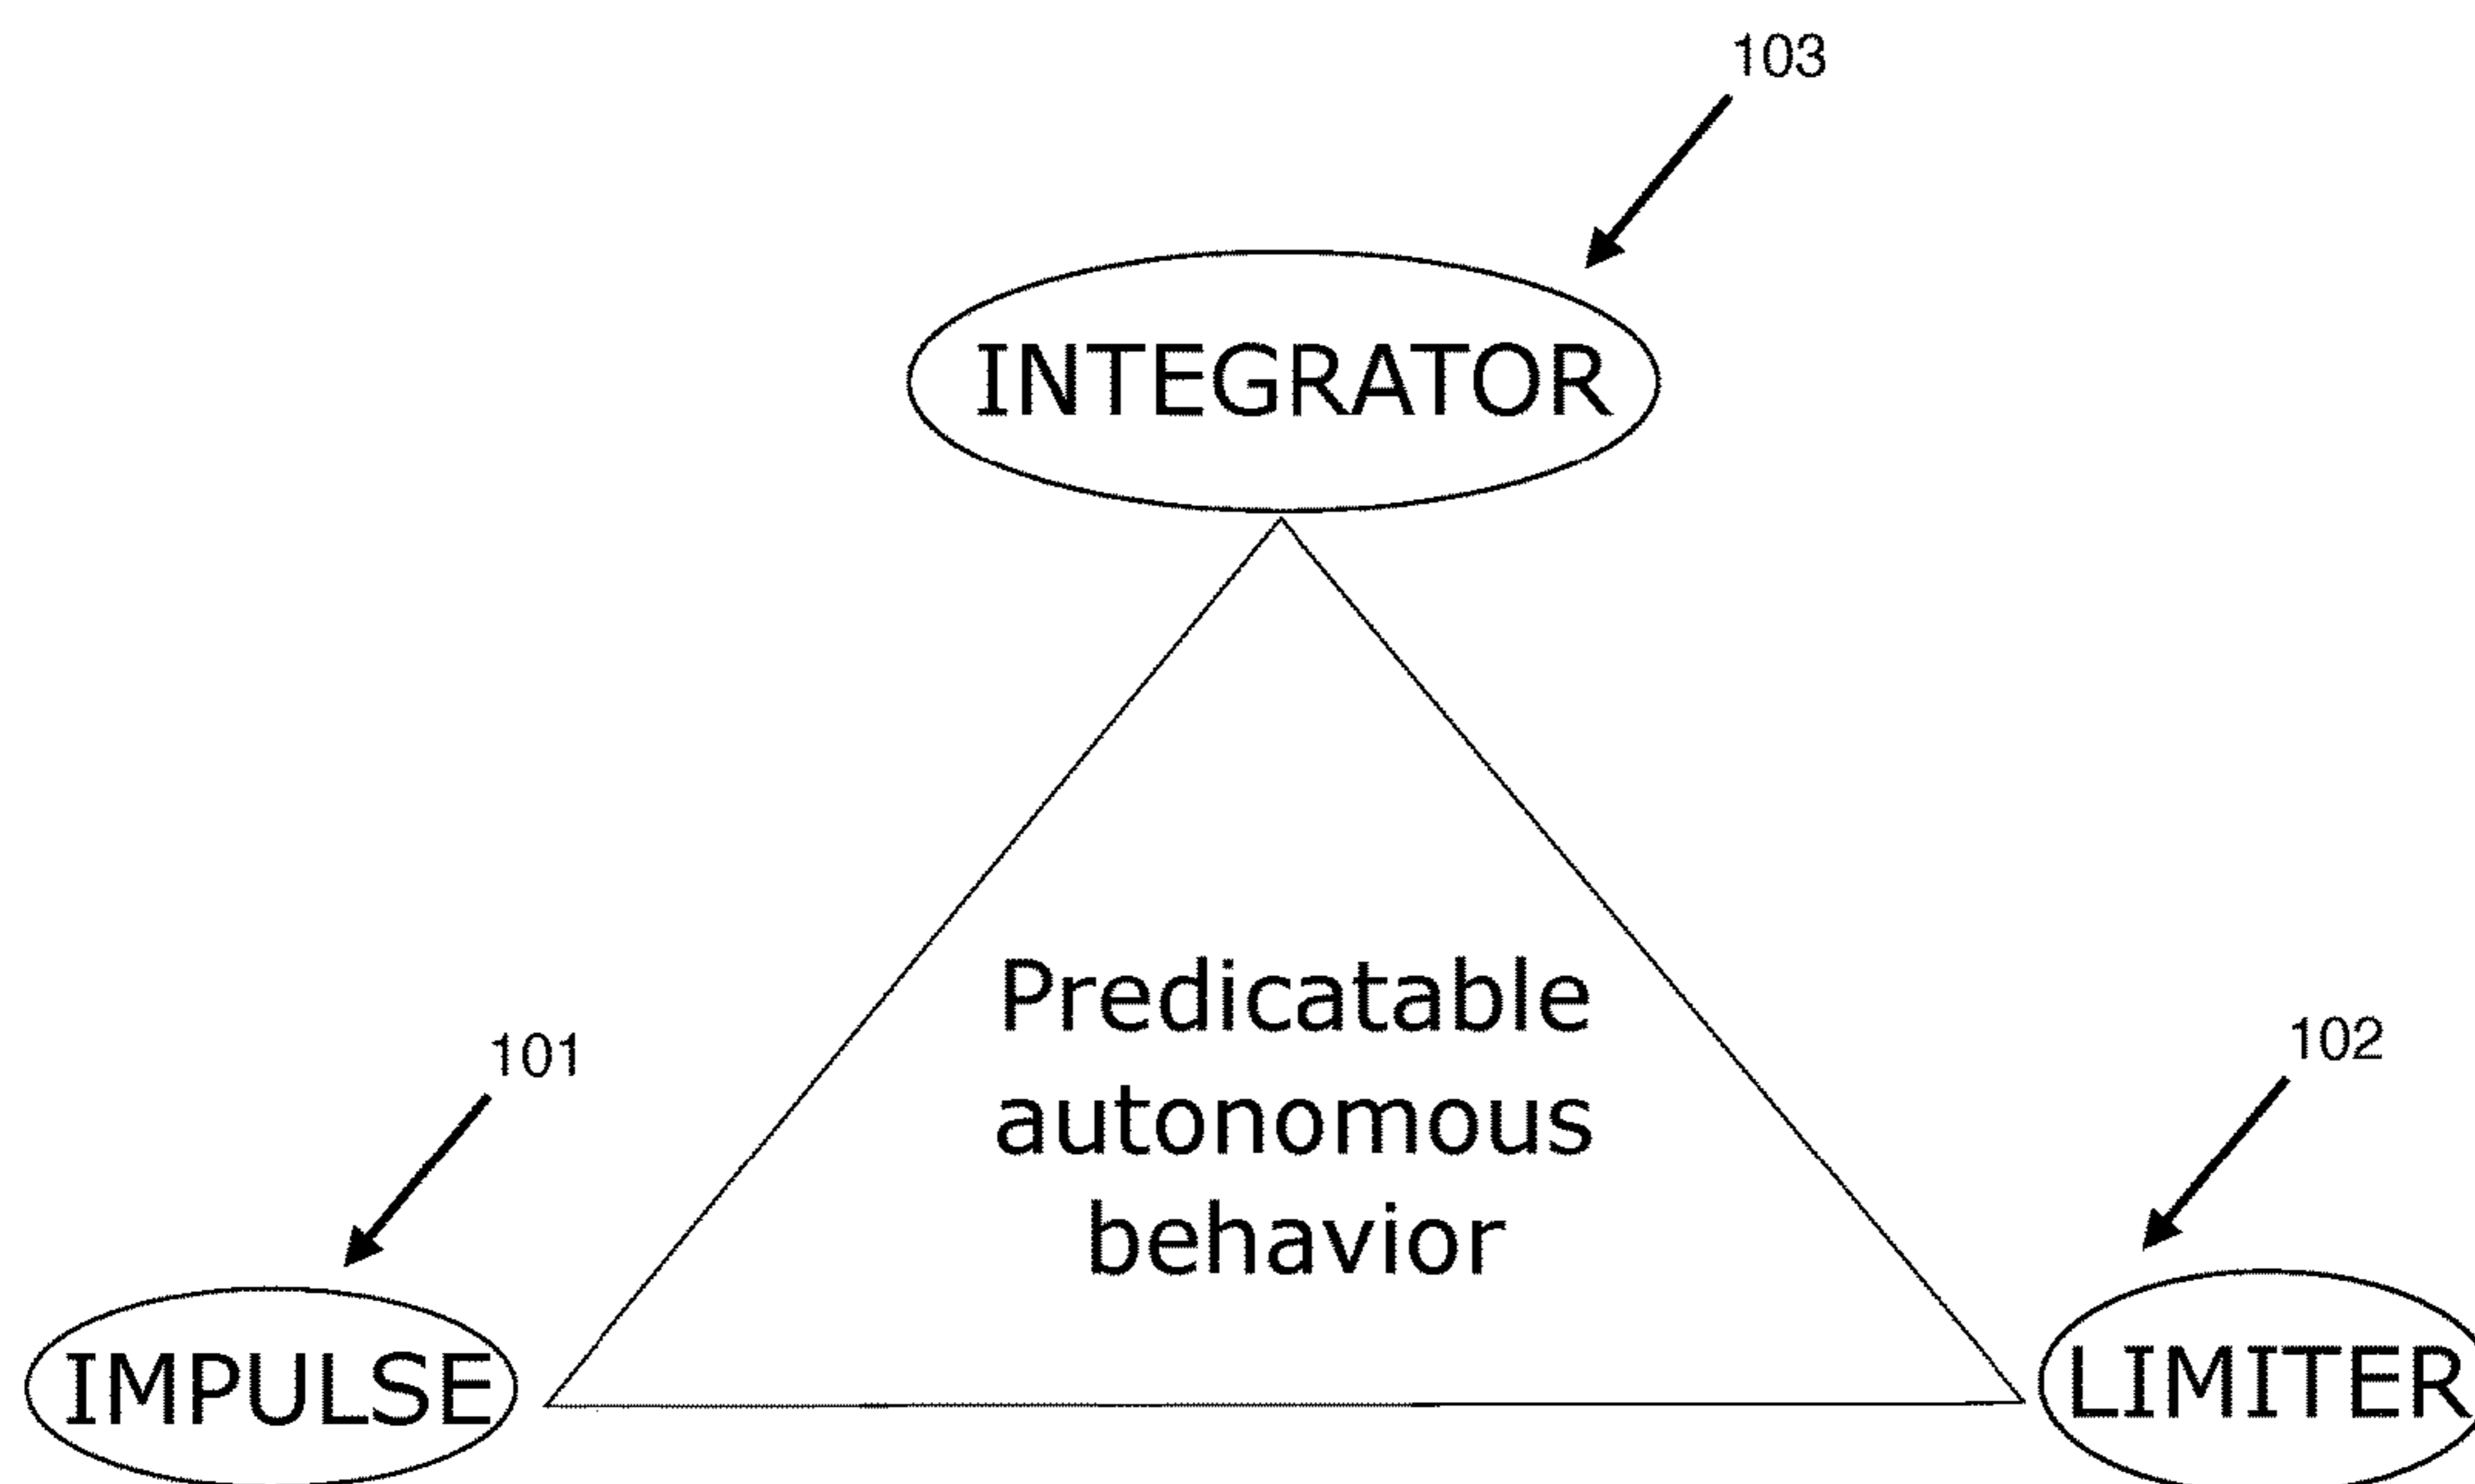 103
INTEGRATOR
Predicatable
autonomous
behavior
101
102
IMPULSE
LIMITER